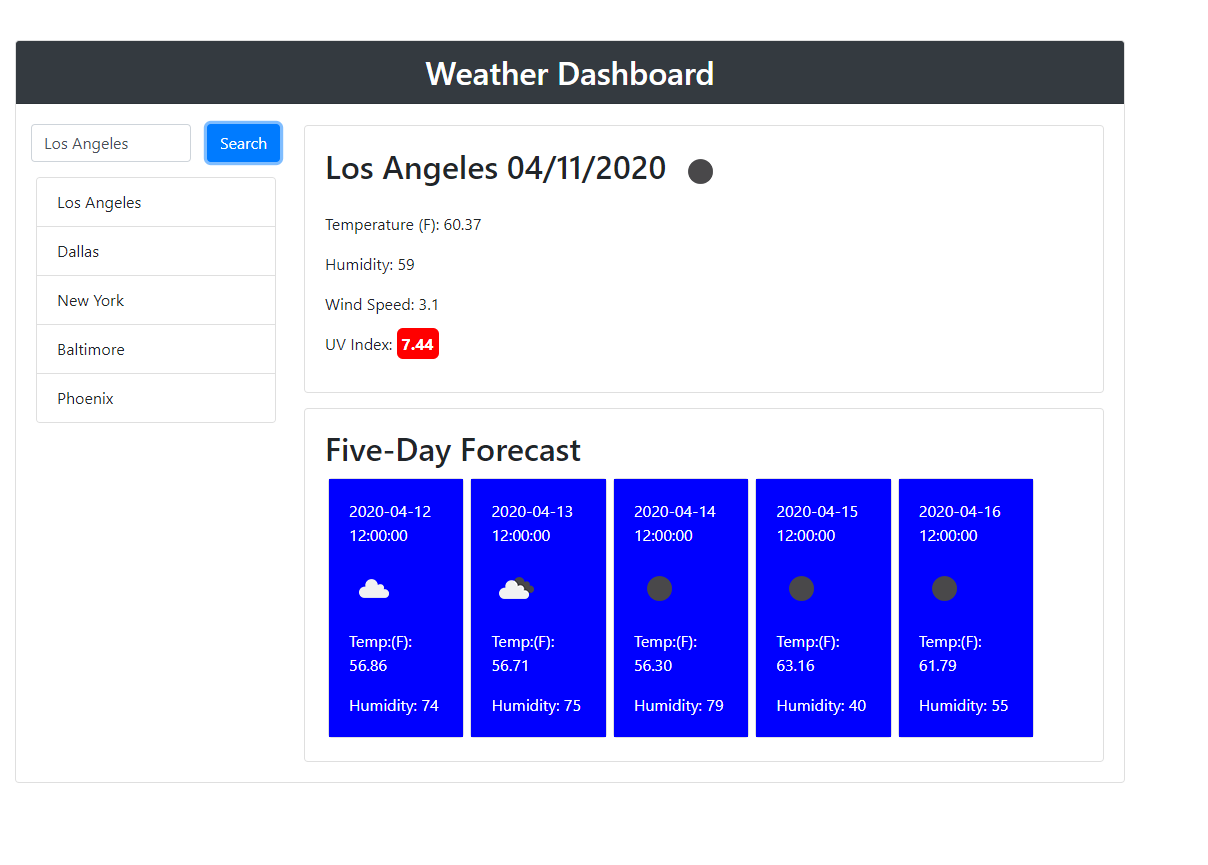 Weather Dashboard
Los Angeles
Search
Los Angeles
Dallas
New York
Baltimore
Phoenix
Los Angeles 04/11/2020
Temperature (F): 60.37
Humidity: 59
Wind Speed: 3.1
UV Index: 7.44
Five-Day Forecast
2020-04-12
12:00:00
Temp:(F):
56.86
Humidity: 74
2020-04-13
12:00:00
Temp:(F):
56.71
Humidity: 75
2020-04-14
12:00:00
Temp:(F):
56.30
Humidity: 79
2020-04-15
12:00:00
Temp:(F):
63.16
Humidity: 40
2020-04-16
12:00:00
Temp:(F):
61.79
Humidity: 55